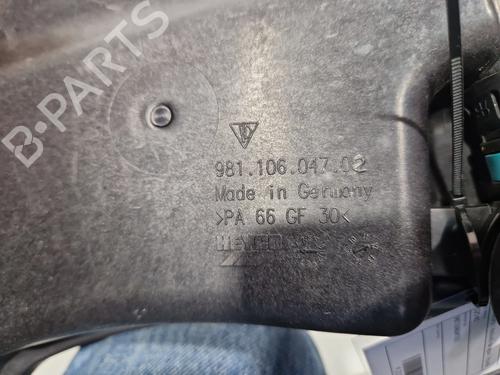 B-PARTS
981.106.047.02
Made in Germany
>PA 66 GF 30<